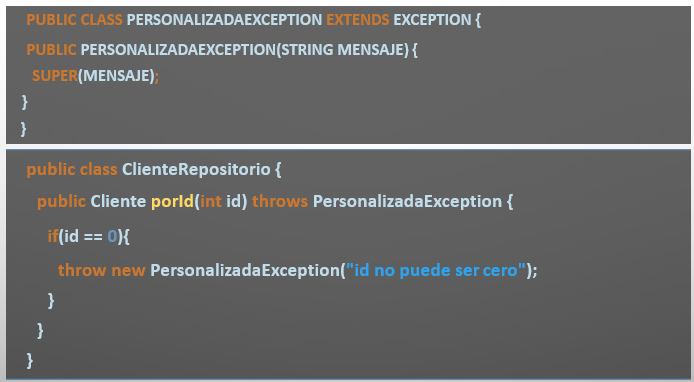 PUBLIC CLASS PERSONALIZADAEXCEPTION EXTENDS EXCEPTION {
PUBLIC PERSONALIZADAEXCEPTION(STRING MENSAJE) {
SUPER(MENSAJE);
}
}
public class ClienteRepositorio {
public Cliente porId(int id) throws PersonalizadaException {
if(id == 0){
throw new PersonalizadaException("id no puede ser cero");
}
}
}